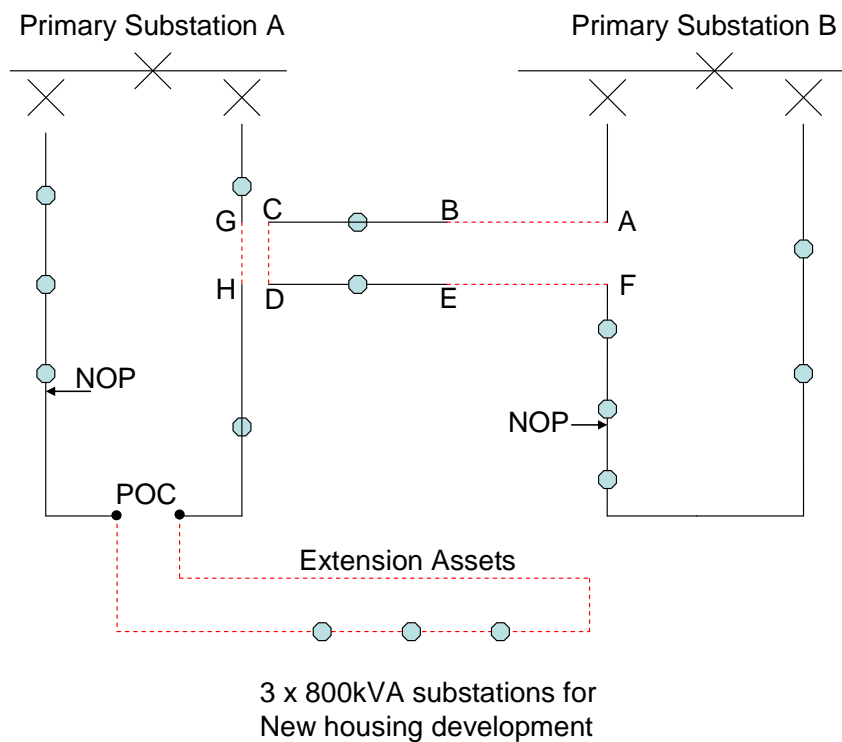 Primary Substation A
Primary Substation B
G
C
B
A
H
D
E
F
NOP
NOP
POC
Extension Assets
3 x 800kVA substations for
New housing development